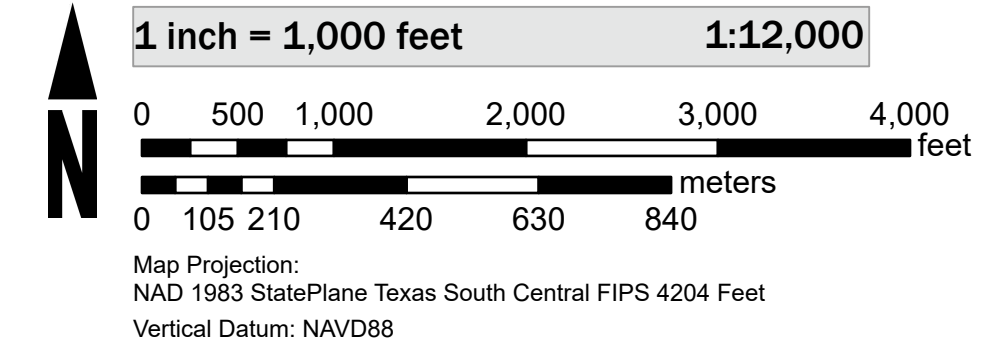 1 inch = 1,000 feet 1:12,000
0 500 1,000 2,000 3,000 4,000
feet
meters
0 105 210 420 630 840
N
Map Projection:
NAD 1983 StatePlane Texas South Central FIPS 4204 Feet
Vertical Datum: NAVD88